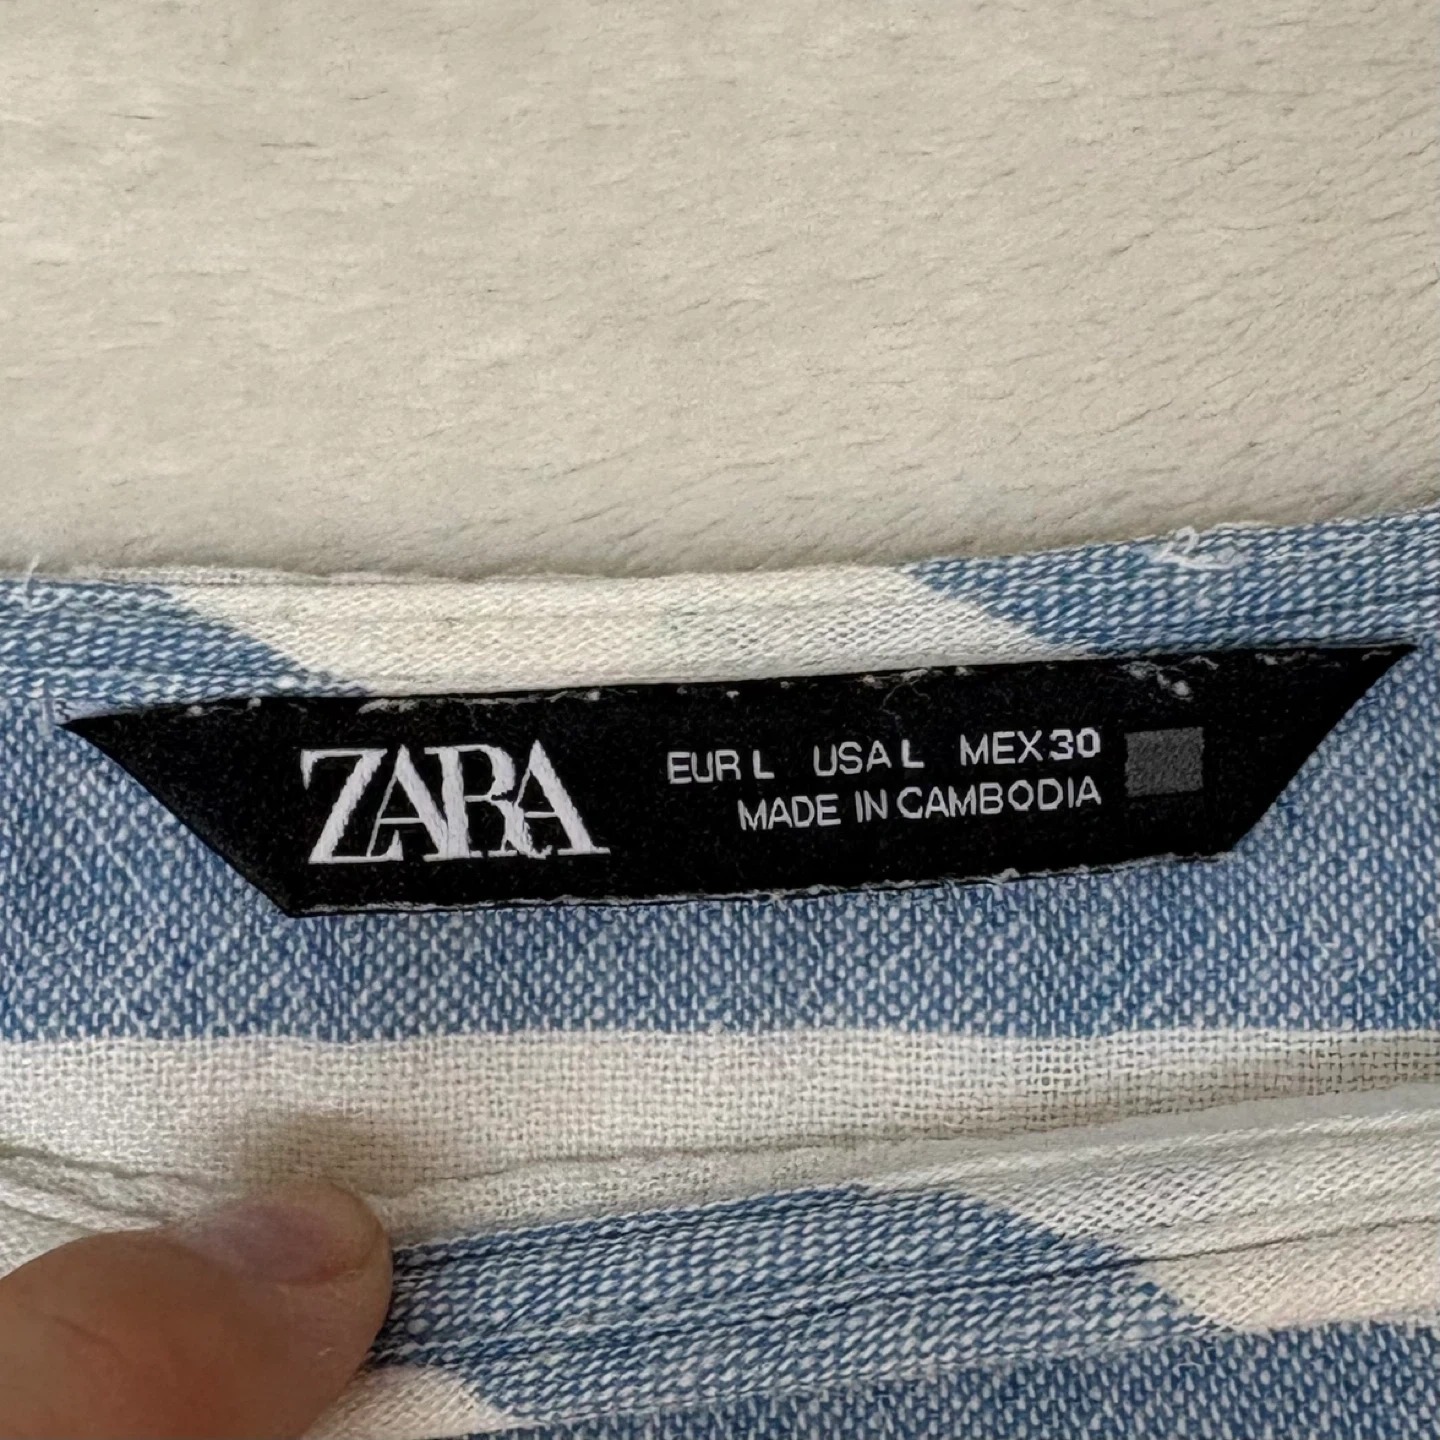 ZARA
EUR L USA L MEX 30
MADE IN CAMBODIA